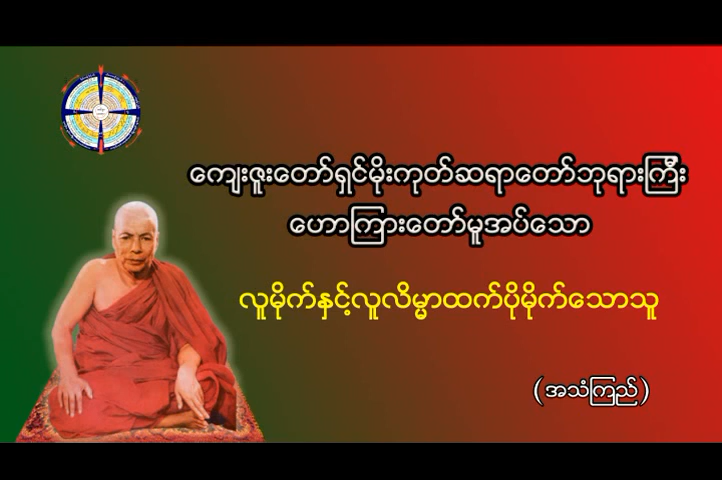 ကျေးဇူးတော်ရှင်မိုးကုတ်ဆရာတော်ဘုရားကြီး
ဟောကြားတော်မူအပ်သော
လူမိုက်နှင့်လူလိမ္မာထက်ပိုမိုက်သောသူ
(အသံကြည်)